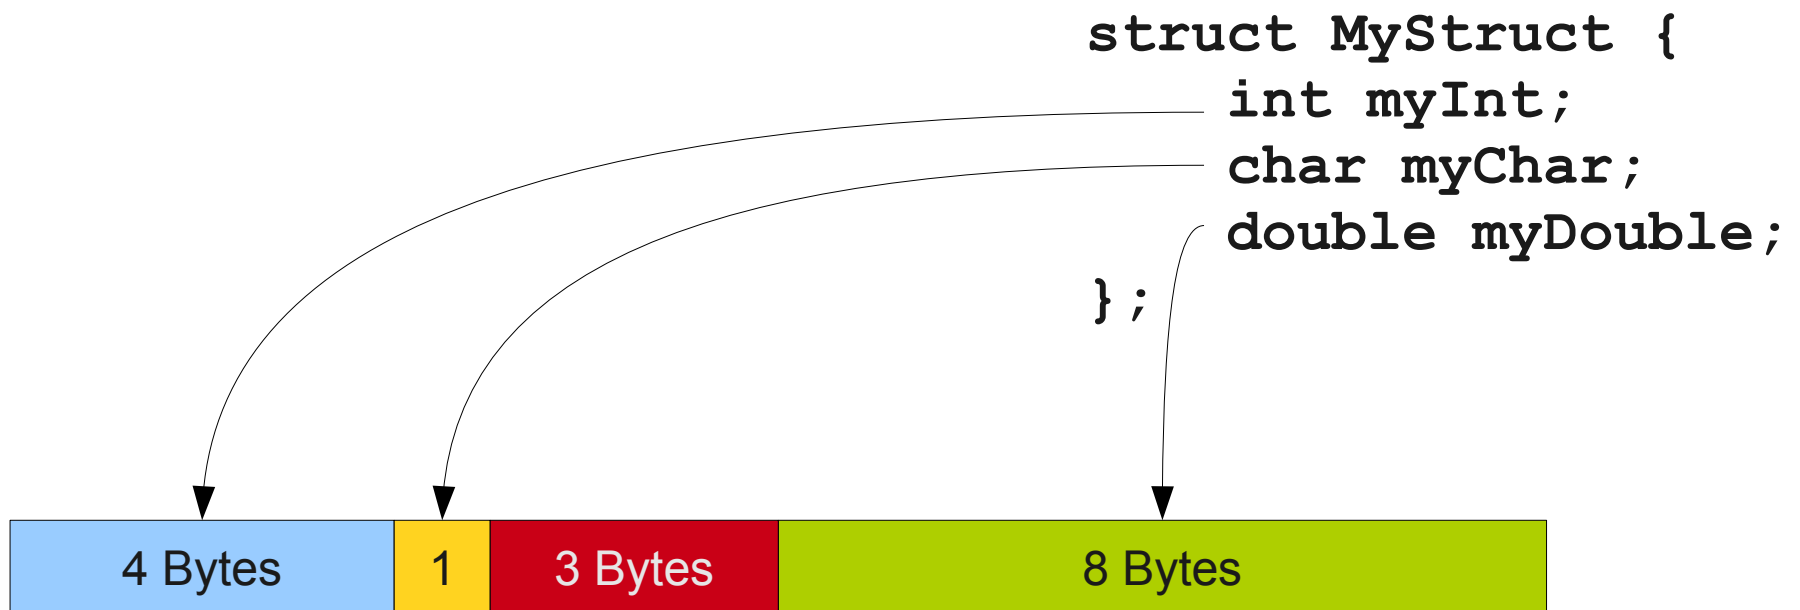 struct MyStruct {
int myInt;
char myChar;
double myDouble;
};
4 Bytes 1 3 Bytes 8 Bytes